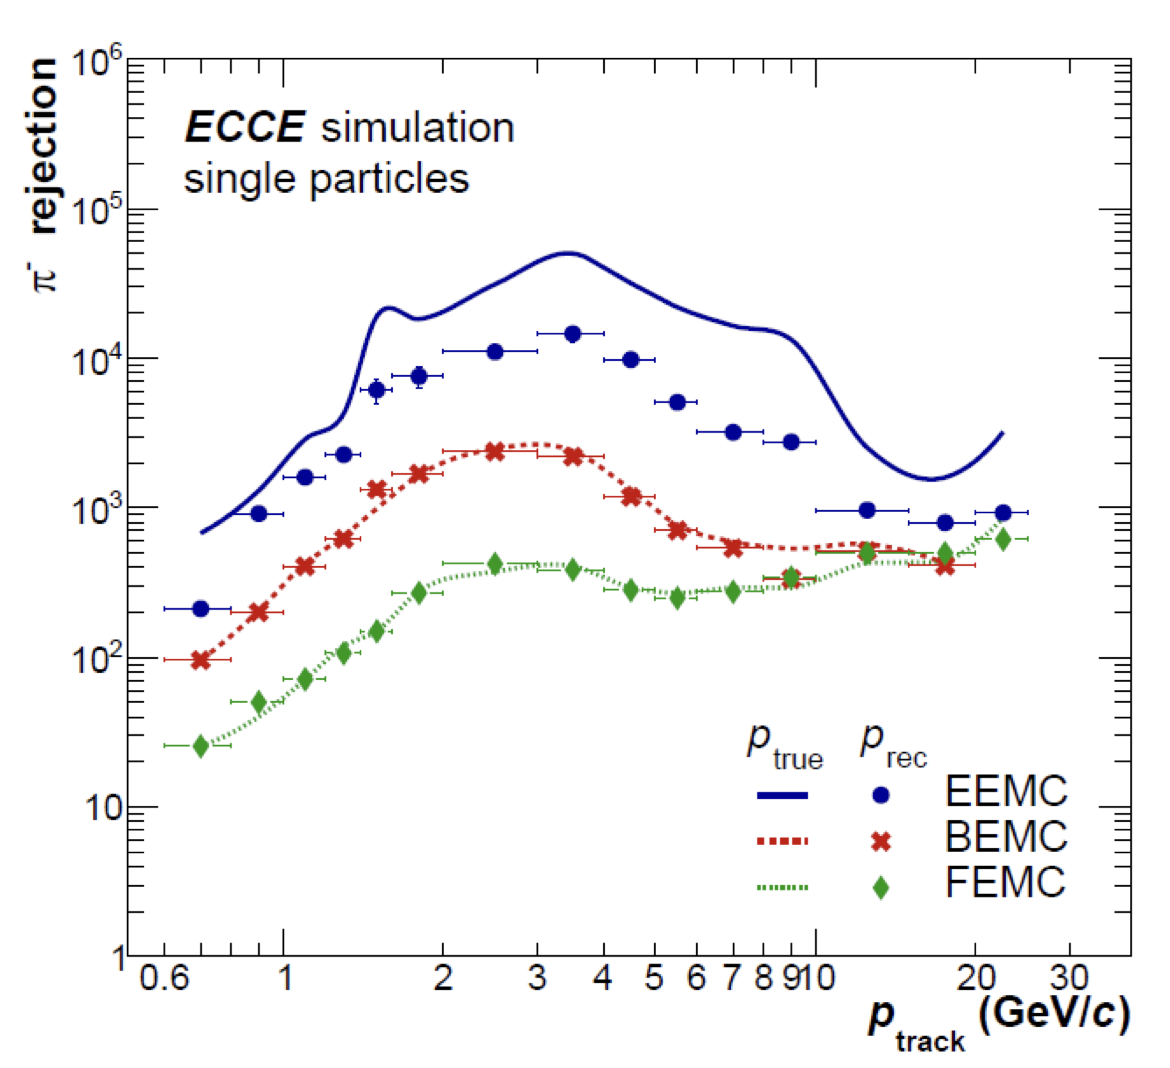 π⁻ rejection
10⁶
10⁵
10⁴
10³
10²
10
1
ECCE simulation
single particles
p_true p_rec
EEMC
BEMC
FEMC
0.6 1 2 3 4 5 6 7 8 9 10 20 30
p_track (GeV/c)